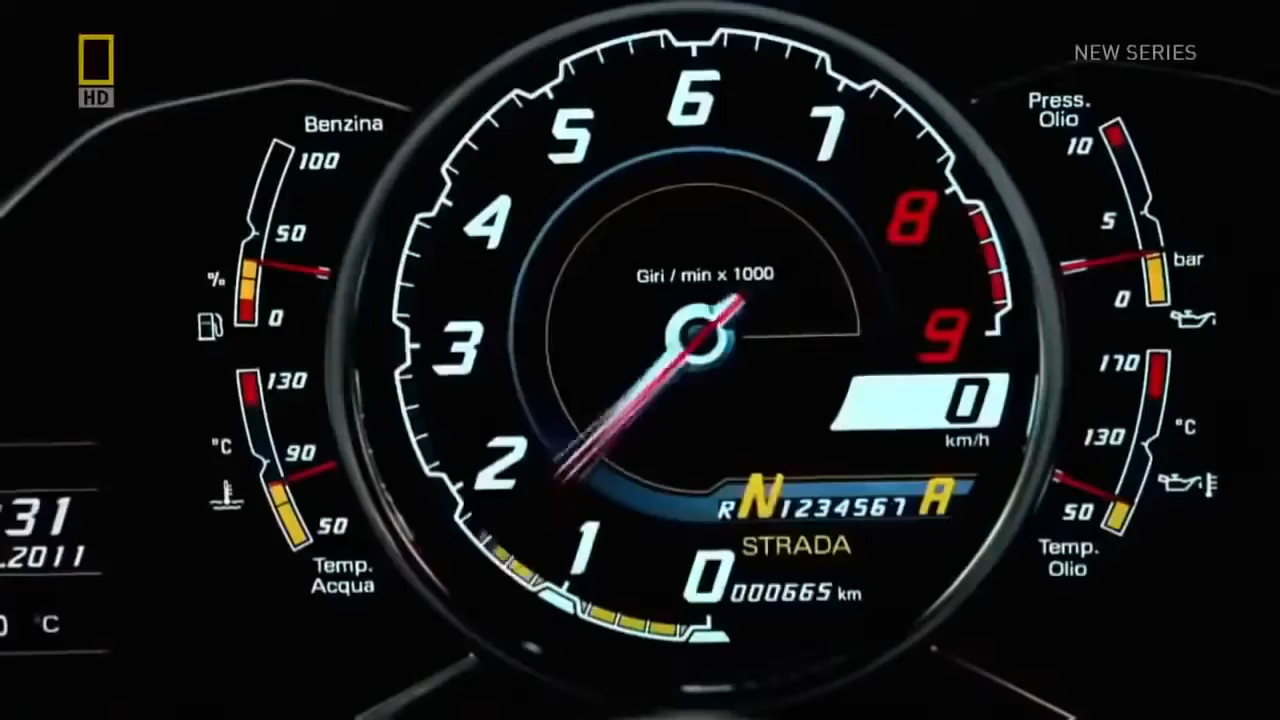 HD
NEW SERIES
Benzina
100
50
%
0
130
°C
90
50
Temp.
Acqua
:31
.2011
0 °C
0
1
2
3
4
5
6
7
8
9
Giri / min x 1000
0
km/h
R N 1 2 3 4 5 6 7 A
STRADA
000665 km
Press.
Olio
10
5
bar
0
170
°C
130
50
Temp.
Olio